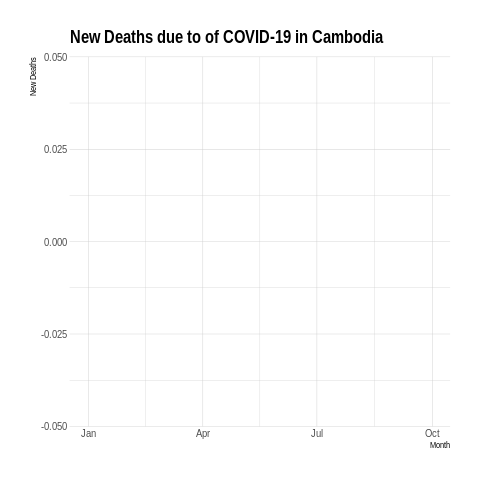 New Deaths due to of COVID-19 in Cambodia
New Deaths
0.050
0.025
0.000
-0.025
-0.050
Jan Apr Jul Oct
Month